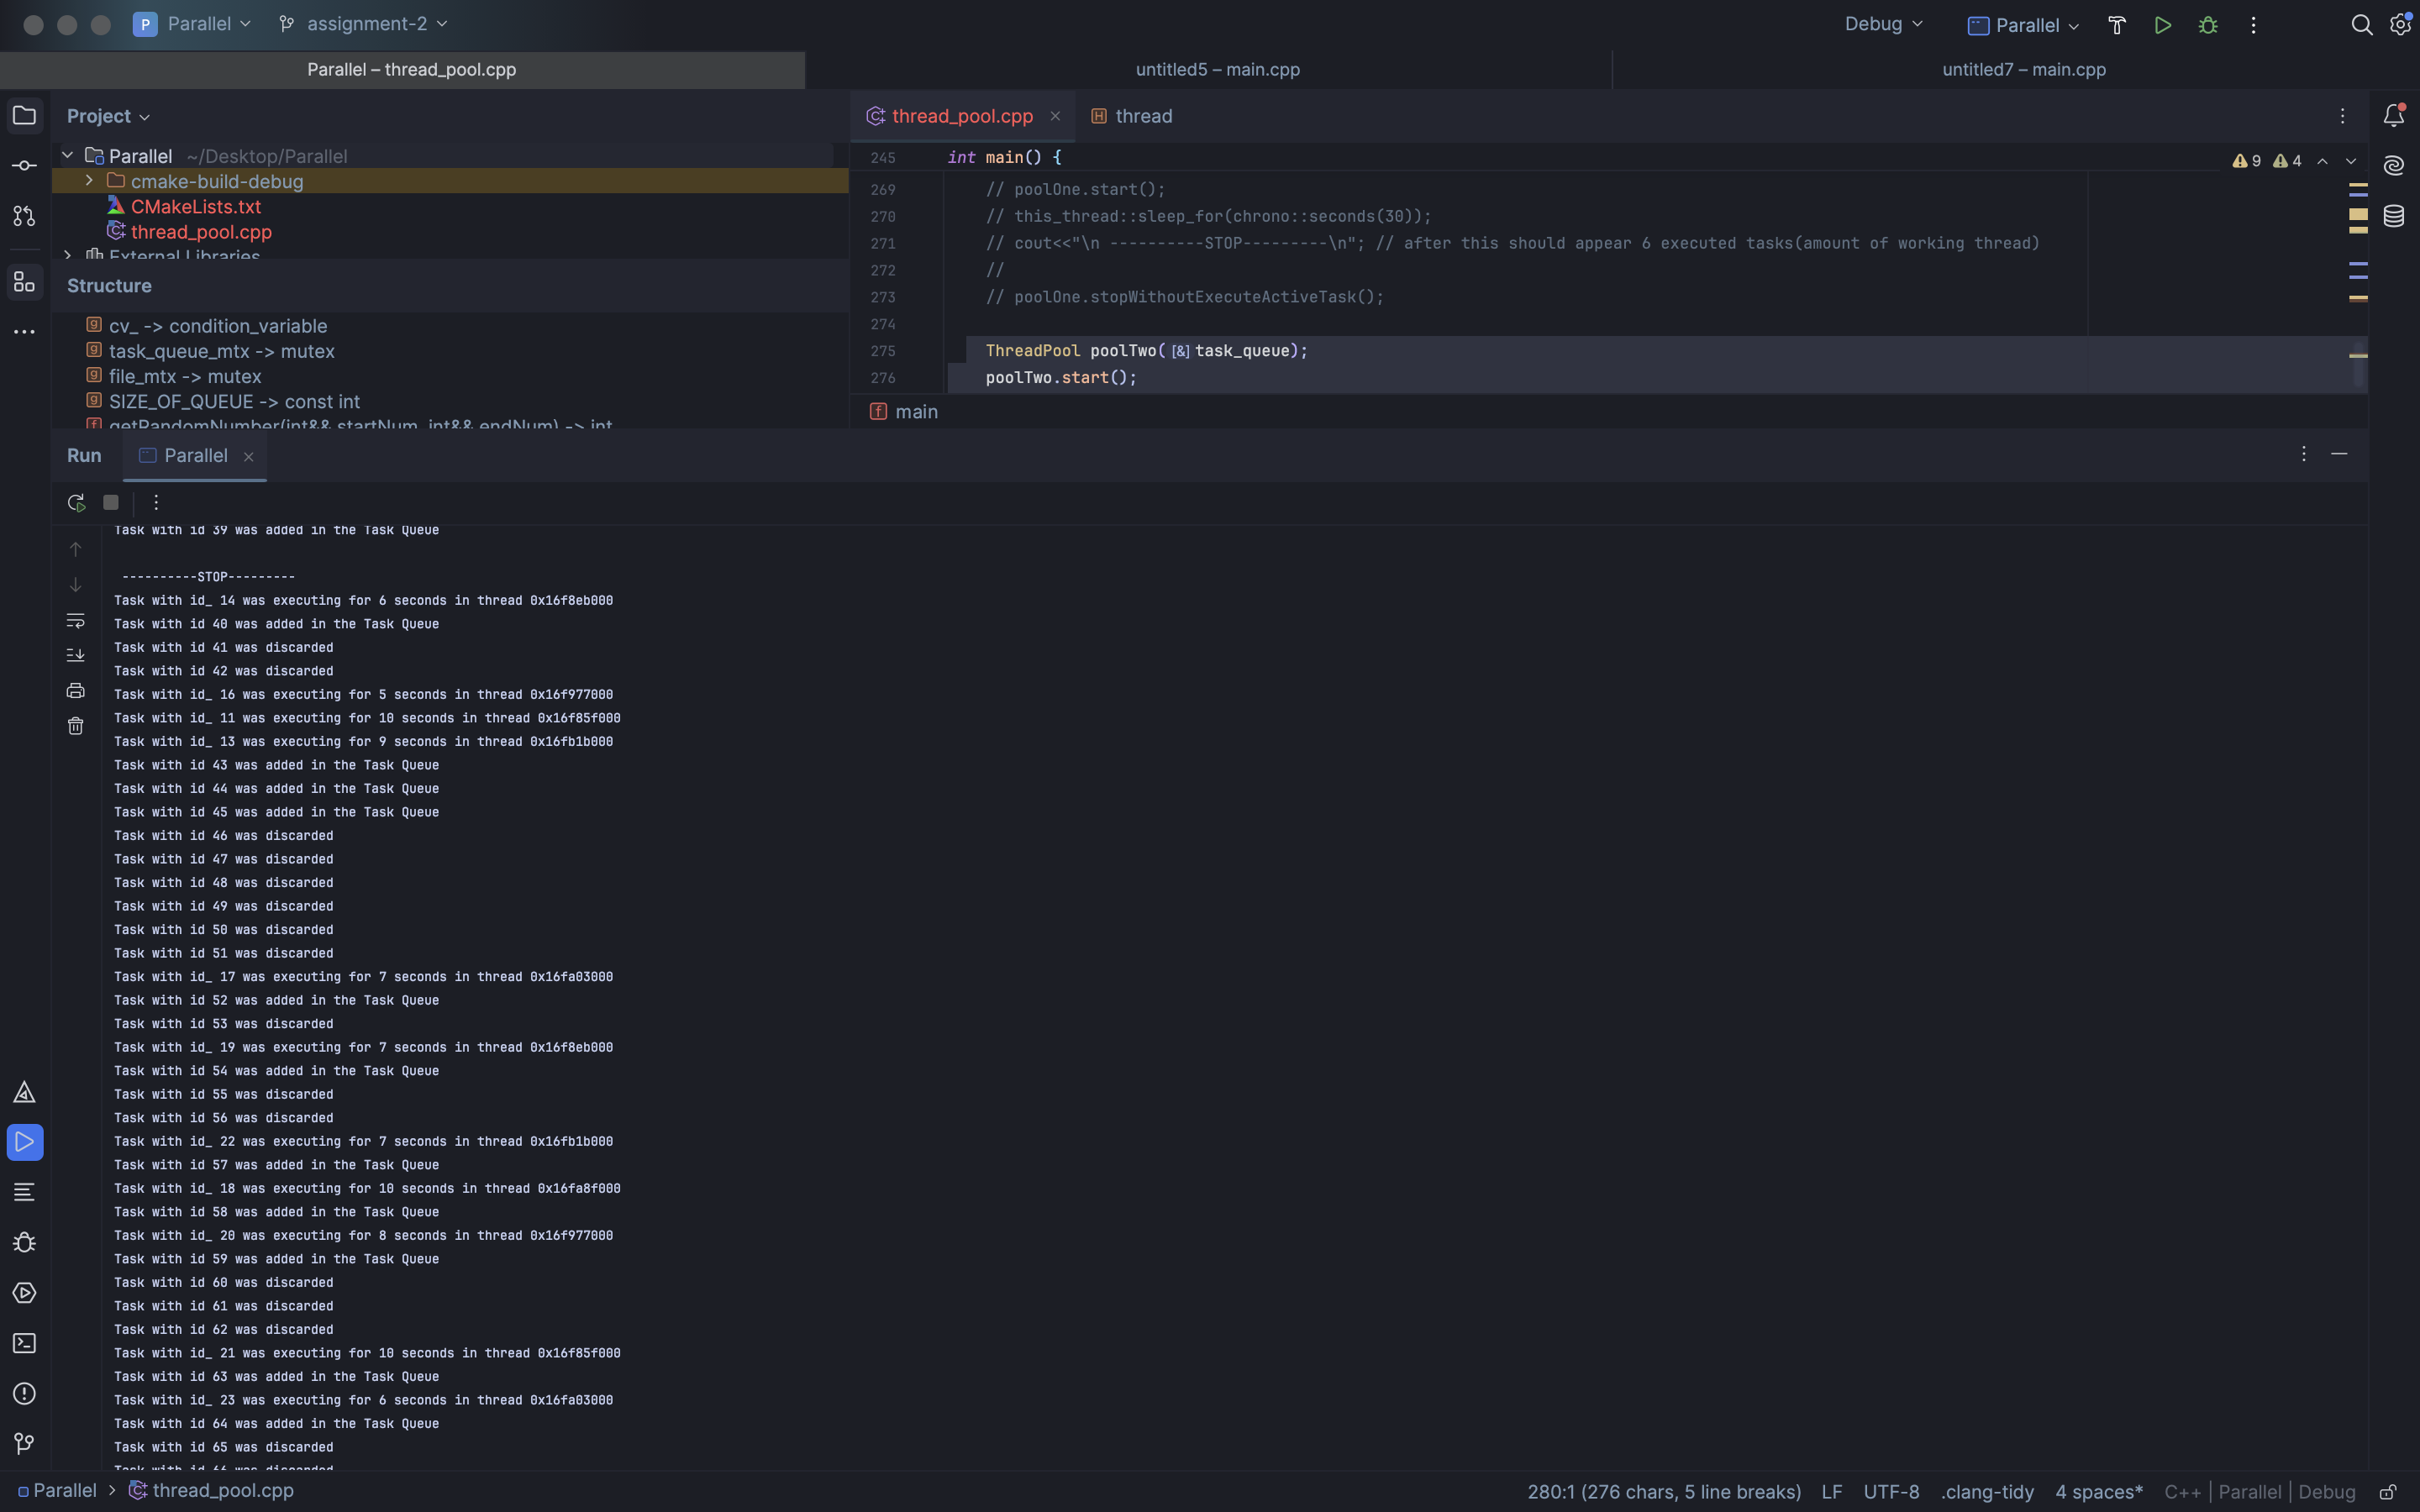 P Parallel assignment-2 Debug Parallel
Parallel – thread_pool.cpp untitled5 – main.cpp untitled7 – main.cpp
Project thread_pool.cpp thread
Parallel ~/Desktop/Parallel
cmake-build-debug
CMakeLists.txt
thread_pool.cpp
External Libraries
Structure
cv_ -> condition_variable
task_queue_mtx -> mutex
file_mtx -> mutex
SIZE_OF_QUEUE -> const int
getRandomNumber(int&& startNum, int&& endNum) -> int
245 int main() { 9 4
269 // poolOne.start();
270 // this_thread::sleep_for(chrono::seconds(30));
271 // cout<<"\n ----------STOP---------\n"; // after this should appear 6 executed tasks(amount of working thread)
272 //
273 // poolOne.stopWithoutExecuteActiveTask();
274
275 ThreadPool poolTwo( [&] task_queue);
276 poolTwo.start();
main
Run Parallel
Task with id 39 was added in the Task Queue
----------STOP---------
Task with id_ 14 was executing for 6 seconds in thread 0x16f8eb000
Task with id 40 was added in the Task Queue
Task with id 41 was discarded
Task with id 42 was discarded
Task with id_ 16 was executing for 5 seconds in thread 0x16f977000
Task with id_ 11 was executing for 10 seconds in thread 0x16f85f000
Task with id_ 13 was executing for 9 seconds in thread 0x16fb1b000
Task with id 43 was added in the Task Queue
Task with id 44 was added in the Task Queue
Task with id 45 was added in the Task Queue
Task with id 46 was discarded
Task with id 47 was discarded
Task with id 48 was discarded
Task with id 49 was discarded
Task with id 50 was discarded
Task with id 51 was discarded
Task with id_ 17 was executing for 7 seconds in thread 0x16fa03000
Task with id 52 was added in the Task Queue
Task with id 53 was discarded
Task with id_ 19 was executing for 7 seconds in thread 0x16f8eb000
Task with id 54 was added in the Task Queue
Task with id 55 was discarded
Task with id 56 was discarded
Task with id_ 22 was executing for 7 seconds in thread 0x16fb1b000
Task with id 57 was added in the Task Queue
Task with id_ 18 was executing for 10 seconds in thread 0x16fa8f000
Task with id 58 was added in the Task Queue
Task with id_ 20 was executing for 8 seconds in thread 0x16f977000
Task with id 59 was added in the Task Queue
Task with id 60 was discarded
Task with id 61 was discarded
Task with id 62 was discarded
Task with id_ 21 was executing for 10 seconds in thread 0x16f85f000
Task with id 63 was added in the Task Queue
Task with id_ 23 was executing for 6 seconds in thread 0x16fa03000
Task with id 64 was added in the Task Queue
Task with id 65 was discarded
Task with id 66 was discarded
Parallel > thread_pool.cpp 280:1 (276 chars, 5 line breaks) LF UTF-8 .clang-tidy 4 spaces* C++ | Parallel | Debug